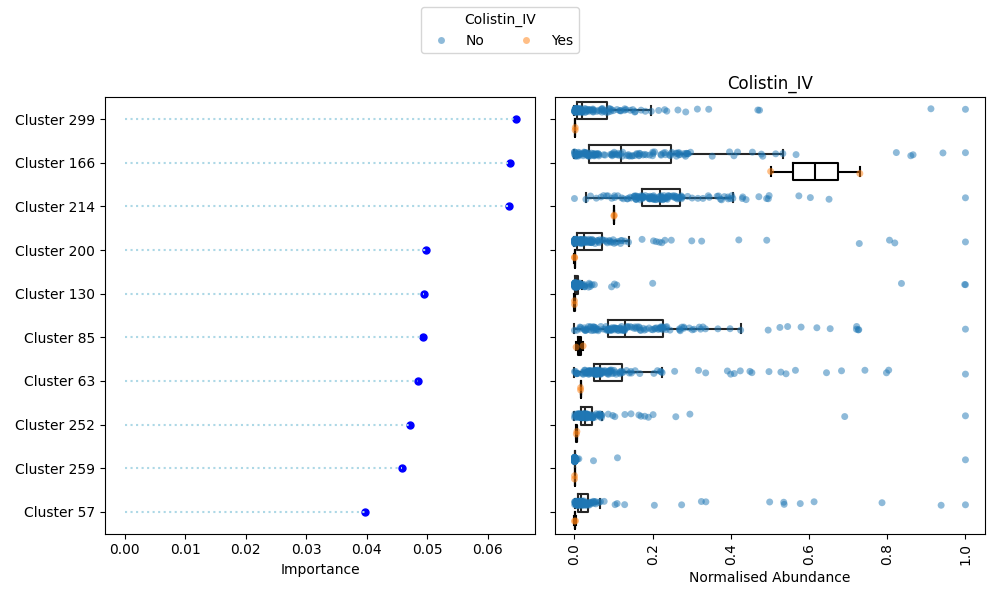 Colistin_IV
No Yes
Colistin_IV
Cluster 299
Cluster 166
Cluster 214
Cluster 200
Cluster 130
Cluster 85
Cluster 63
Cluster 252
Cluster 259
Cluster 57
0.00 0.01 0.02 0.03 0.04 0.05 0.06
Importance
0.0 0.2 0.4 0.6 0.8 1.0
Normalised Abundance